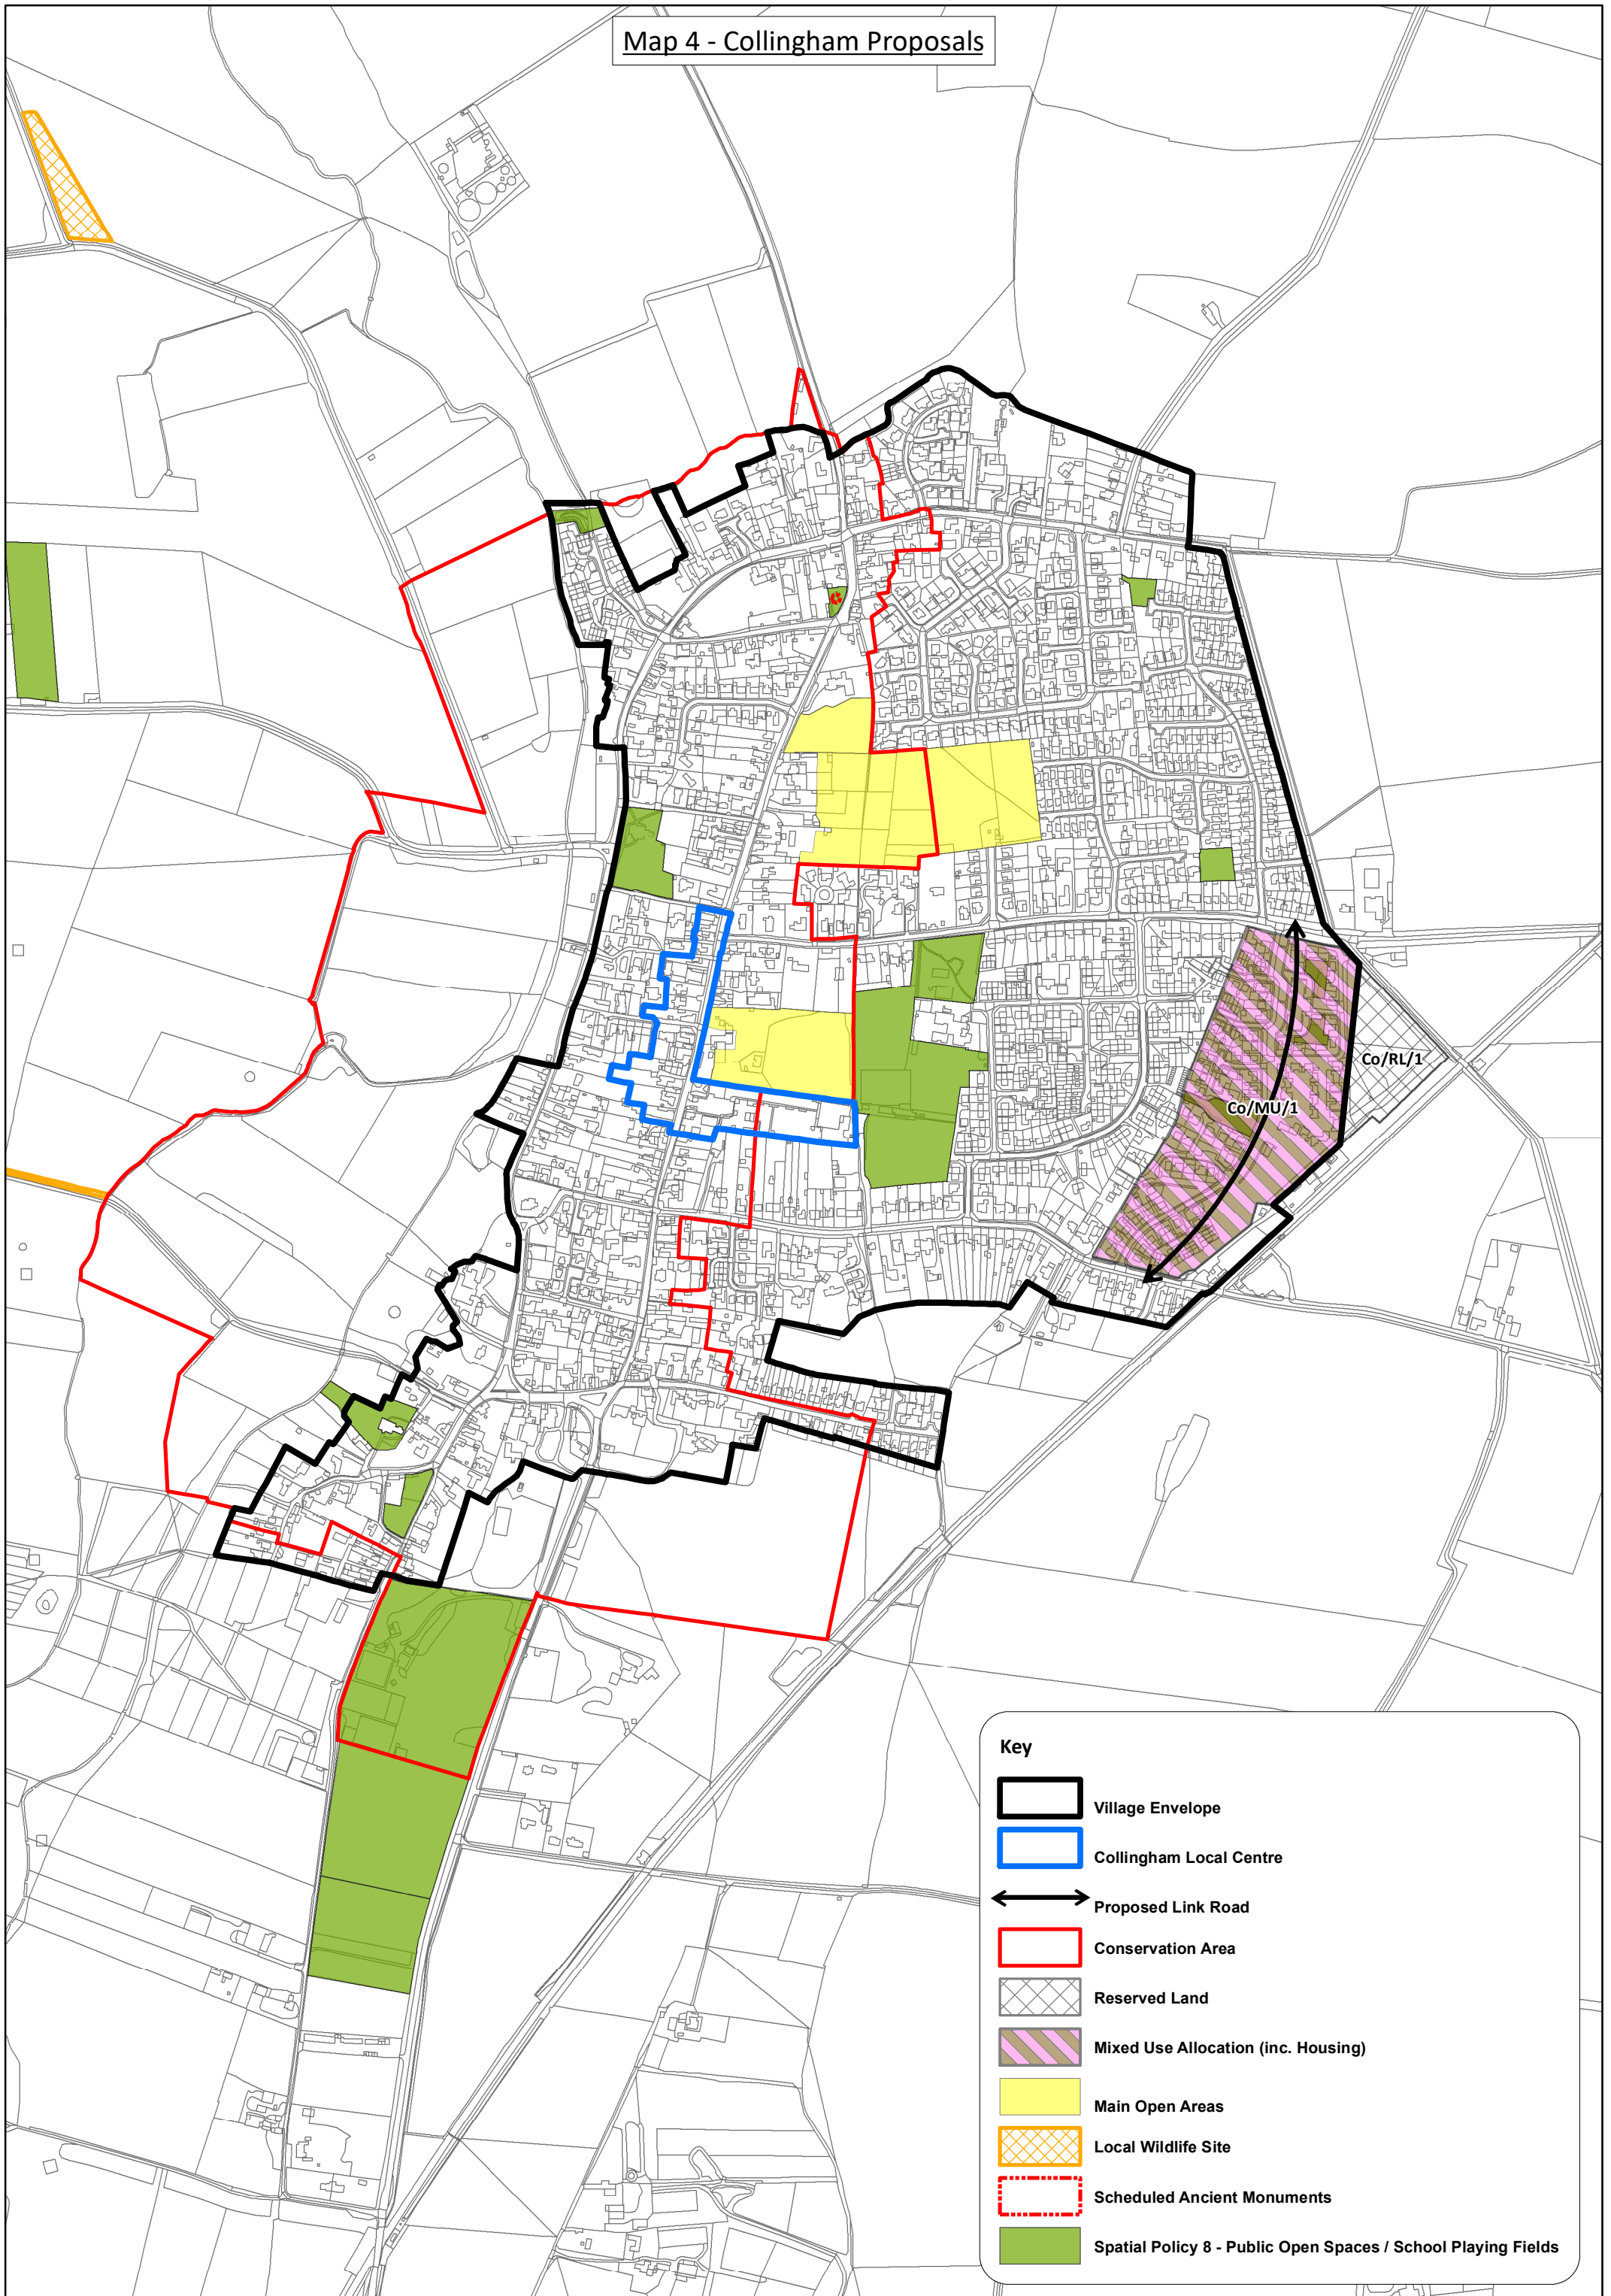 Map 4 - Collingham Proposals
Co/RL/1
Co/MU/1
Key
Village Envelope
Collingham Local Centre
Proposed Link Road
Conservation Area
Reserved Land
Mixed Use Allocation (inc. Housing)
Main Open Areas
Local Wildlife Site
Scheduled Ancient Monuments
Spatial Policy 8 - Public Open Spaces / School Playing Fields